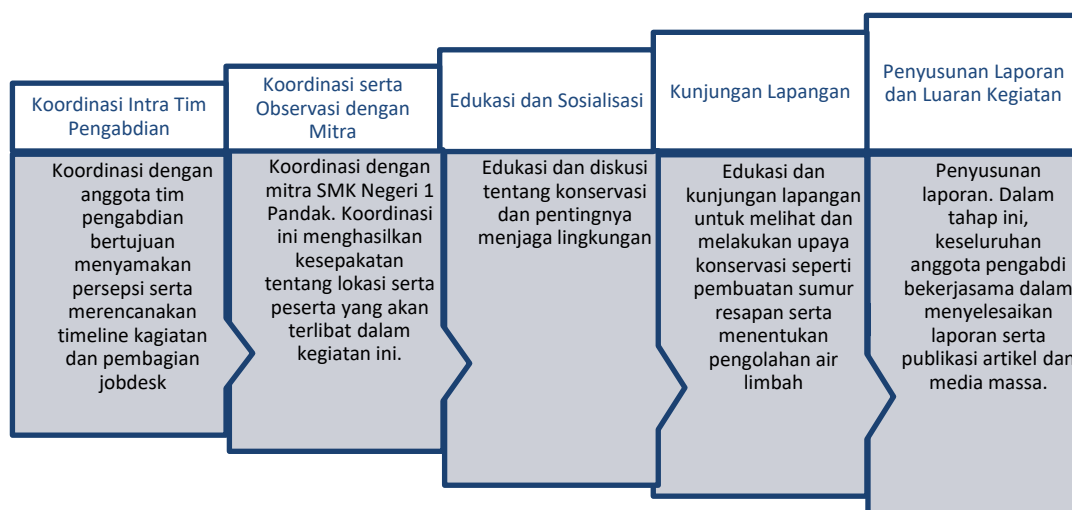 Koordinasi Intra Tim
Pengabdian
Koordinasi dengan
anggota tim
pengabdian
bertujuan
menyamakan
persepsi serta
merencanakan
timeline kagiatan
dan pembagian
jobdesk
Koordinasi serta
Observasi dengan
Mitra
Koordinasi dengan
mitra SMK Negeri 1
Pandak. Koordinasi
ini menghasilkan
kesepakatan
tentang lokasi serta
peserta yang akan
terlibat dalam
kegiatan ini.
Edukasi dan Sosialisasi
Edukasi dan diskusi
tentang konservasi
dan pentingnya
menjaga lingkungan
Kunjungan Lapangan
Edukasi dan
kunjungan lapangan
untuk melihat dan
melakukan upaya
konservasi seperti
pembuatan sumur
resapan serta
menentukan
pengolahan air
limbah
Penyusunan Laporan
dan Luaran Kegiatan
Penyusunan
laporan. Dalam
tahap ini,
keseluruhan
anggota pengabdi
bekerjasama dalam
menyelesaikan
laporan serta
publikasi artikel dan
media massa.